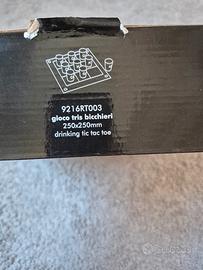 9216RT003
gioco tris bicchieri
250x250mm
drinking tic tac toe